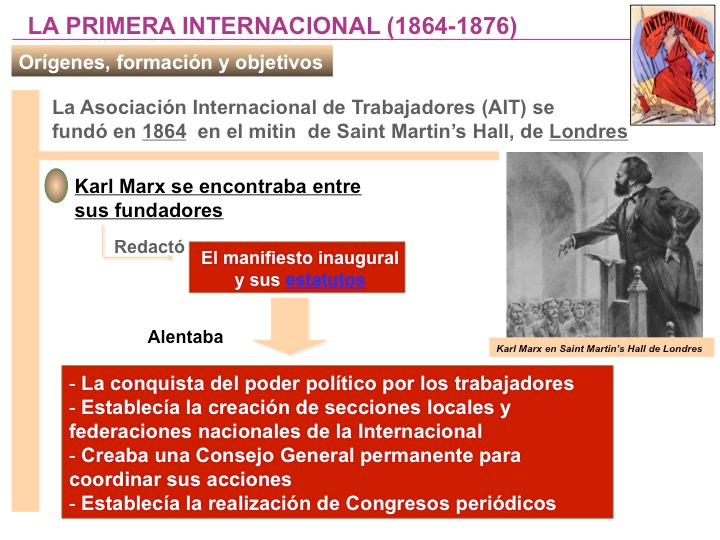 LA PRIMERA INTERNACIONAL (1864-1876)
INTERNATIONALE
Orígenes, formación y objetivos
La Asociación Internacional de Trabajadores (AIT) se
fundó en 1864 en el mitin de Saint Martin’s Hall, de Londres
Karl Marx se encontraba entre
sus fundadores
Redactó
El manifiesto inaugural
y sus estatutos
Alentaba
Karl Marx en Saint Martin’s Hall de Londres
- La conquista del poder político por los trabajadores
- Establecía la creación de secciones locales y
federaciones nacionales de la Internacional
- Creaba una Consejo General permanente para
coordinar sus acciones
- Establecía la realización de Congresos periódicos